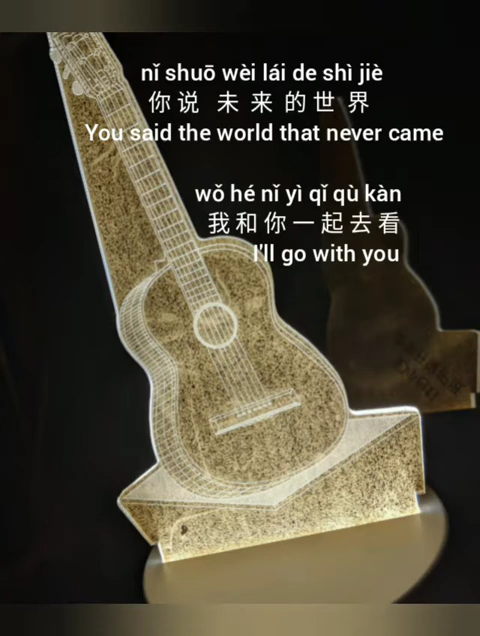 nǐ shuō wèi lái de shì jiè
你说 未来的世界
You said the world that never came
wǒ hé nǐ yì qǐ qù kàn
我和你一起去看
I'll go with you